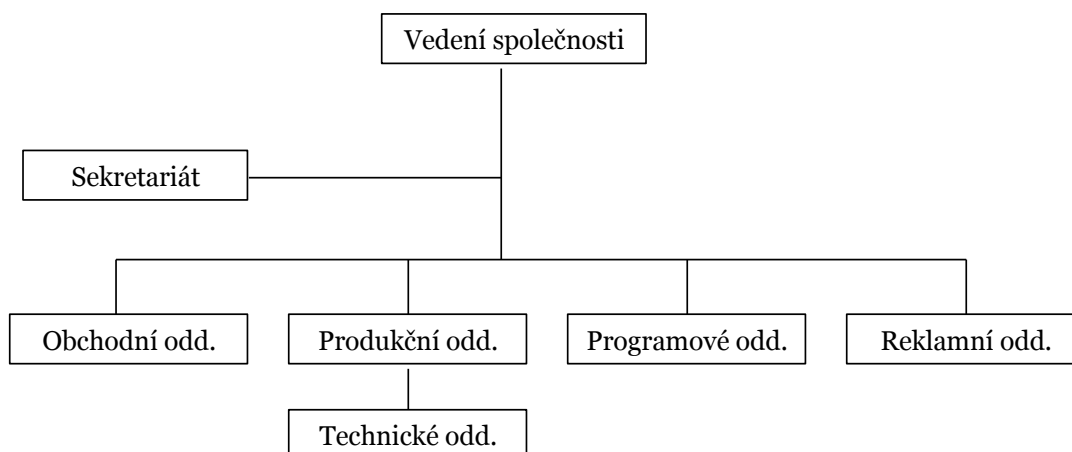 Vedení společnosti
Sekretariát
Obchodní odd.
Produkční odd.
Programové odd.
Reklamní odd.
Technické odd.